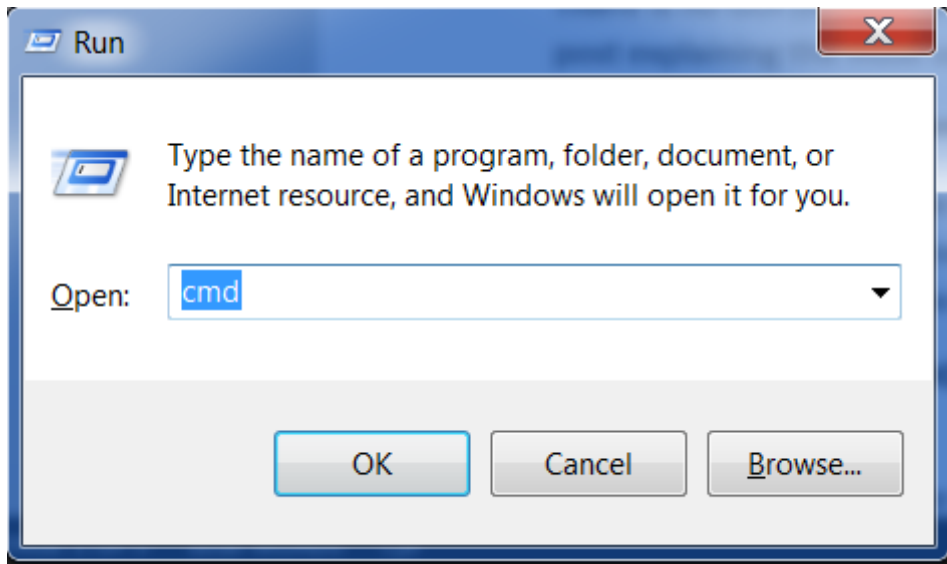 Run
Type the name of a program, folder, document, or
Internet resource, and Windows will open it for you.
Open: cmd
OK Cancel Browse...